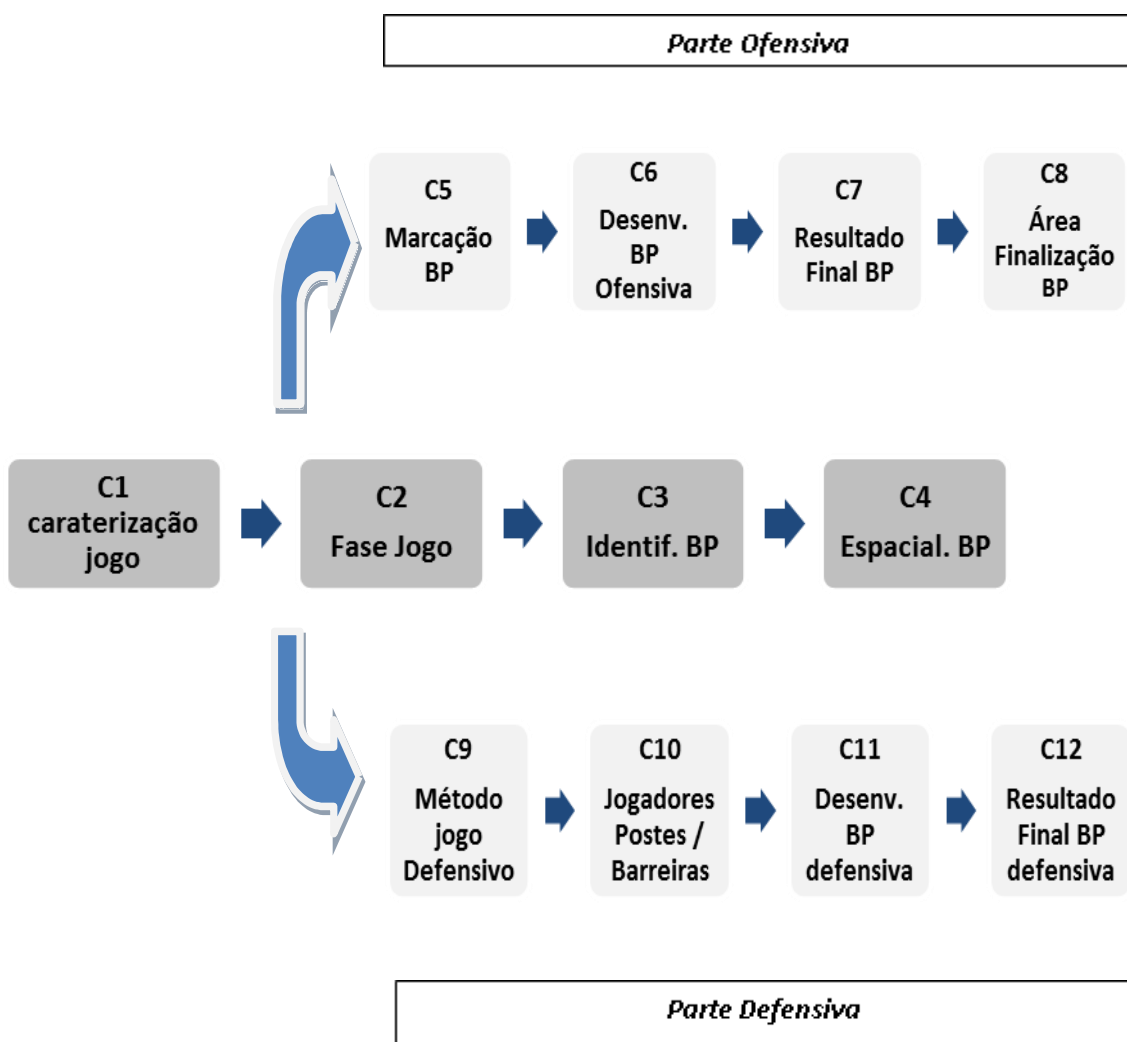 Parte Ofensiva
C5
Marcação
BP
C6
Desenv.
BP
Ofensiva
C7
Resultado
Final BP
C8
Área
Finalização
BP
C1
caraterização
jogo
C2
Fase Jogo
C3
Identif. BP
C4
Espacial. BP
C9
Método
jogo
Defensivo
C10
Jogadores
Postes /
Barreiras
C11
Desenv.
BP
defensiva
C12
Resultado
Final BP
defensiva
Parte Defensiva